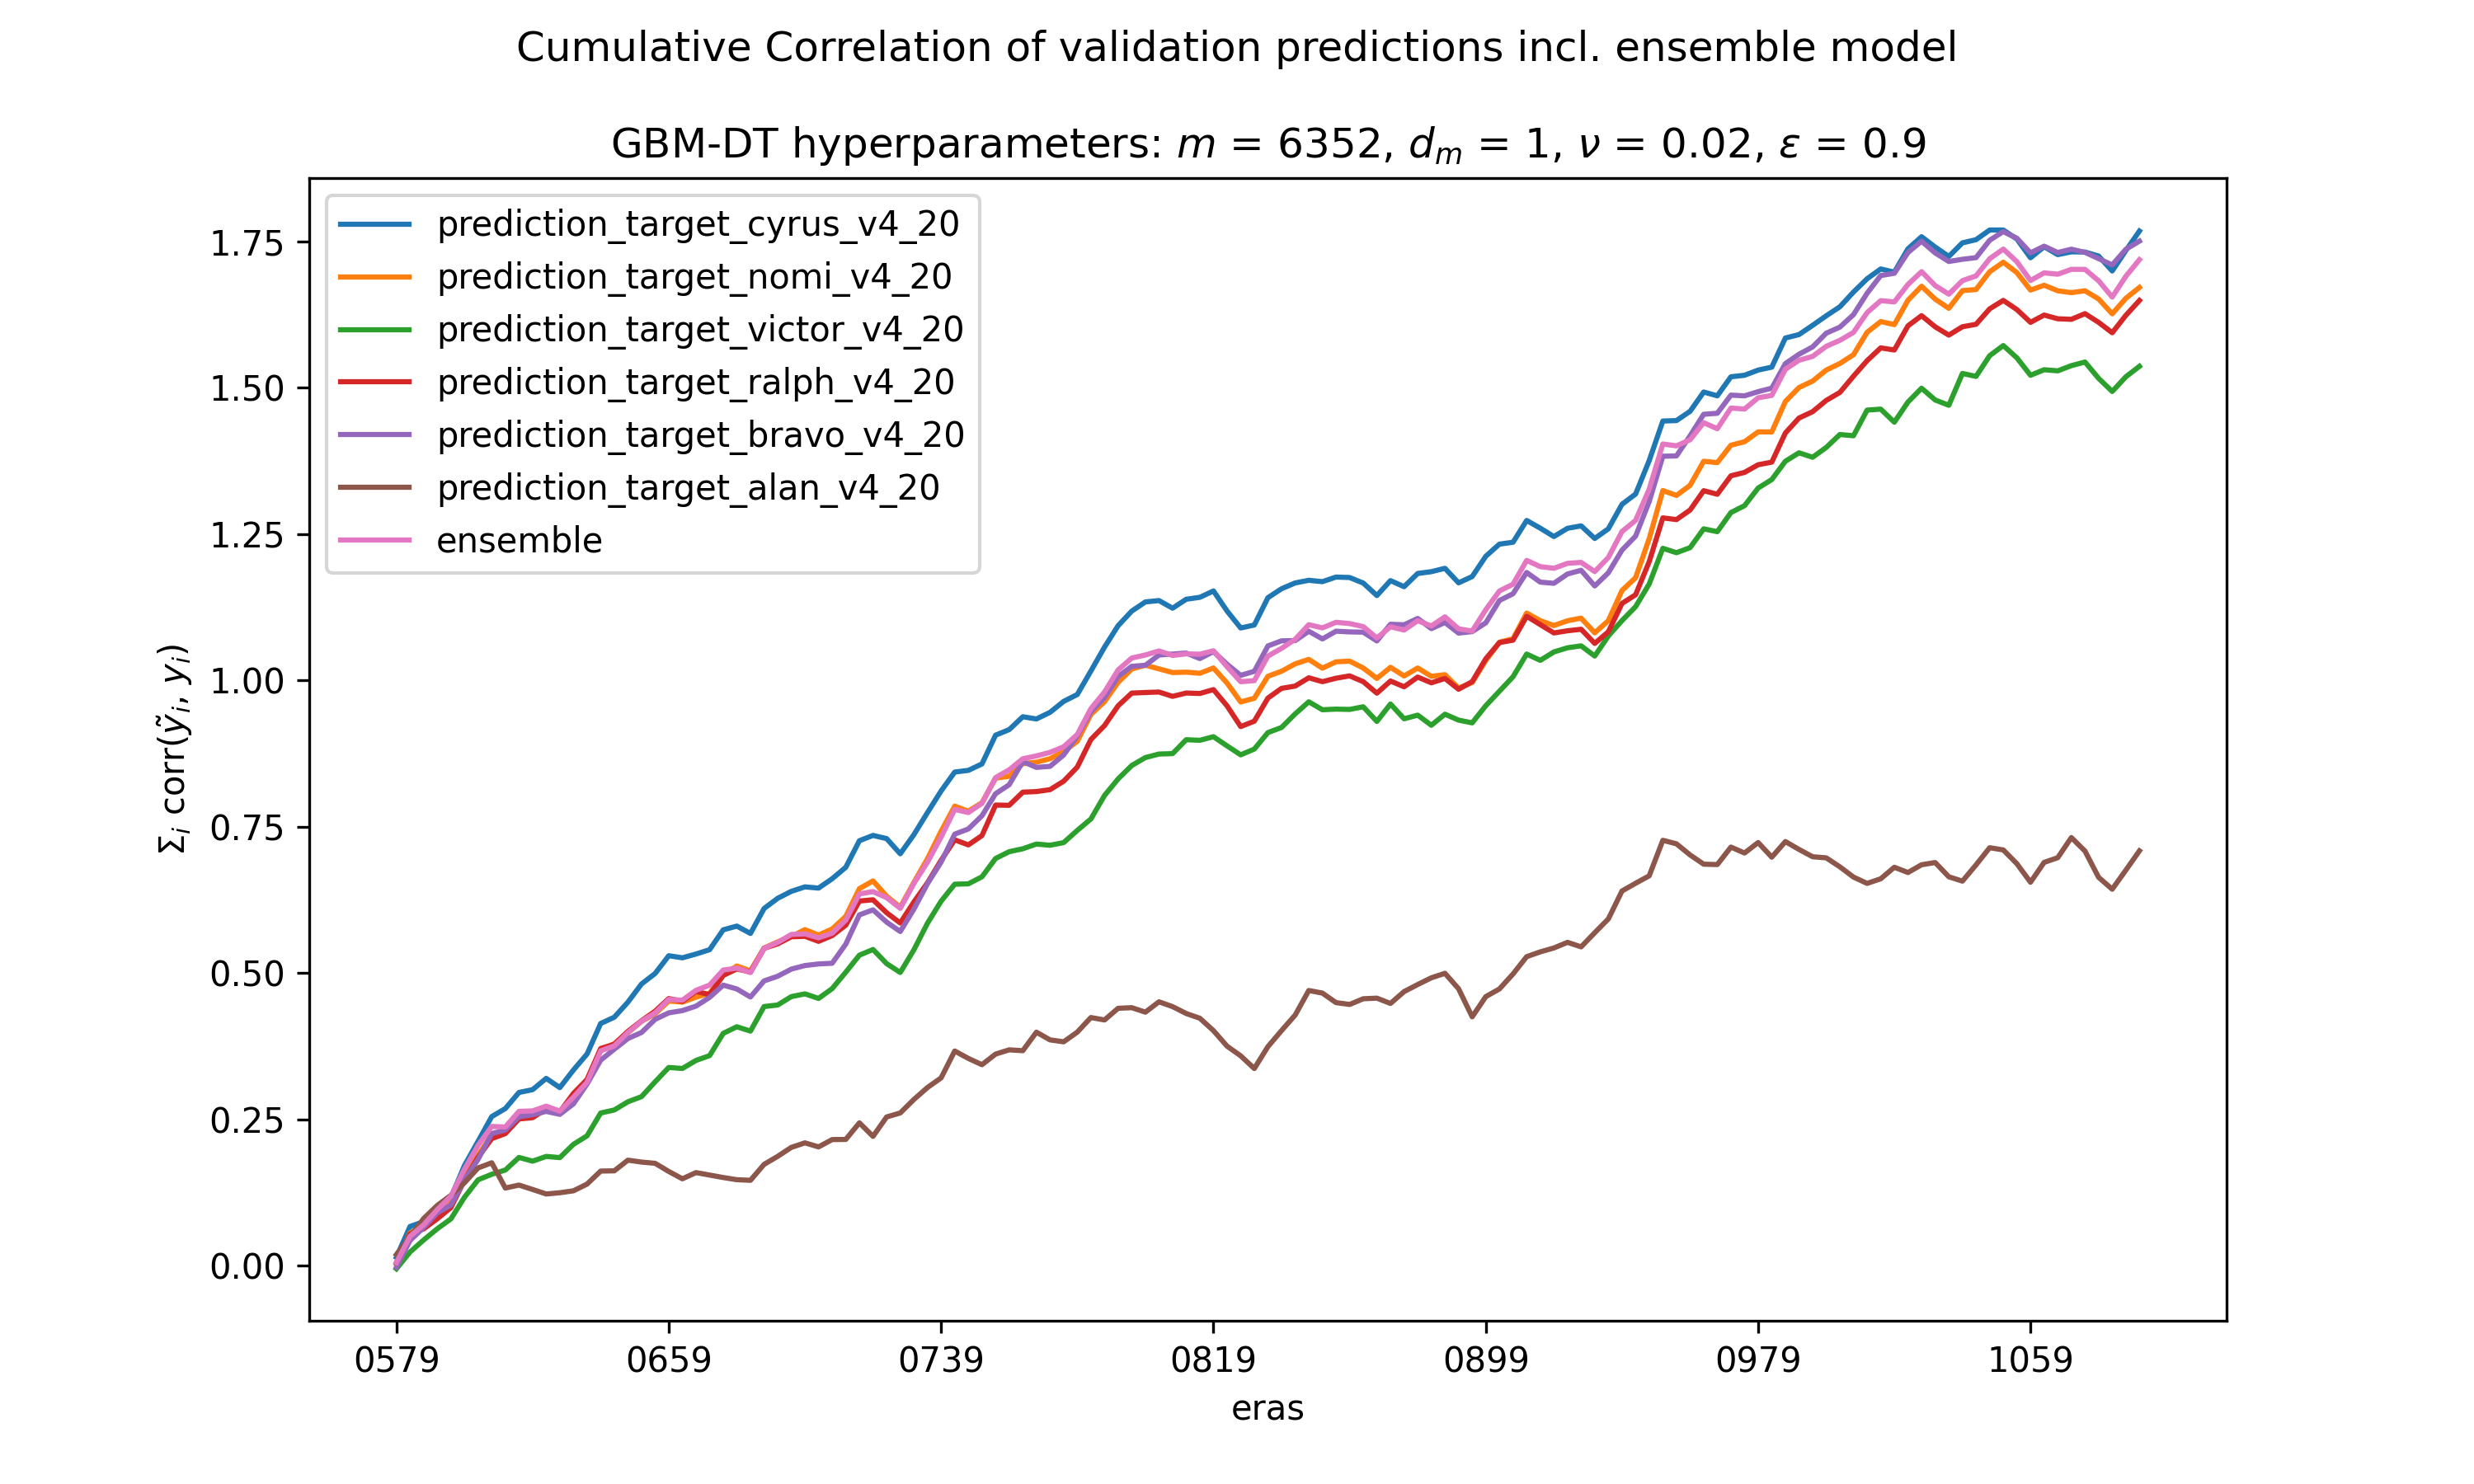 Cumulative Correlation of validation predictions incl. ensemble model
GBM-DT hyperparameters: m = 6352, dₘ = 1, ν = 0.02, ε = 0.9
prediction_target_cyrus_v4_20
prediction_target_nomi_v4_20
prediction_target_victor_v4_20
prediction_target_ralph_v4_20
prediction_target_bravo_v4_20
prediction_target_alan_v4_20
ensemble
1.75
1.50
1.25
1.00
0.75
0.50
0.25
0.00
Σᵢ corr(ỹᵢ, yᵢ)
0579 0659 0739 0819 0899 0979 1059
eras